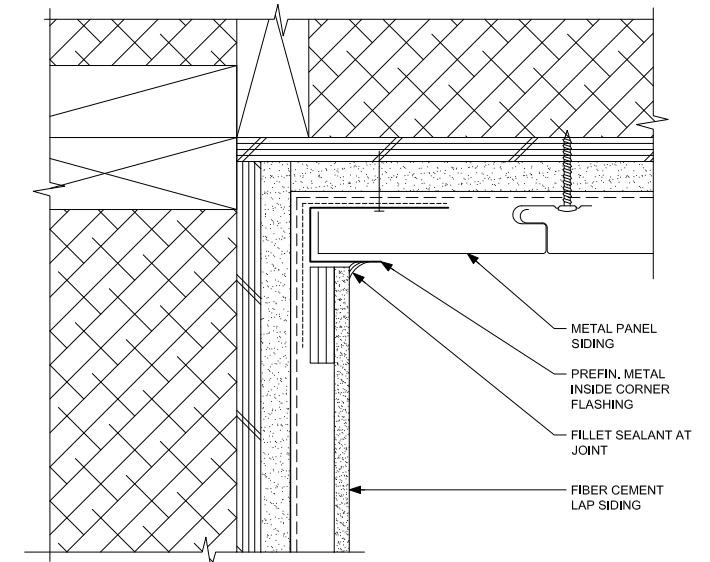 METAL PANEL
SIDING
PREFIN. METAL
INSIDE CORNER
FLASHING
FILLET SEALANT AT
JOINT
FIBER CEMENT
LAP SIDING